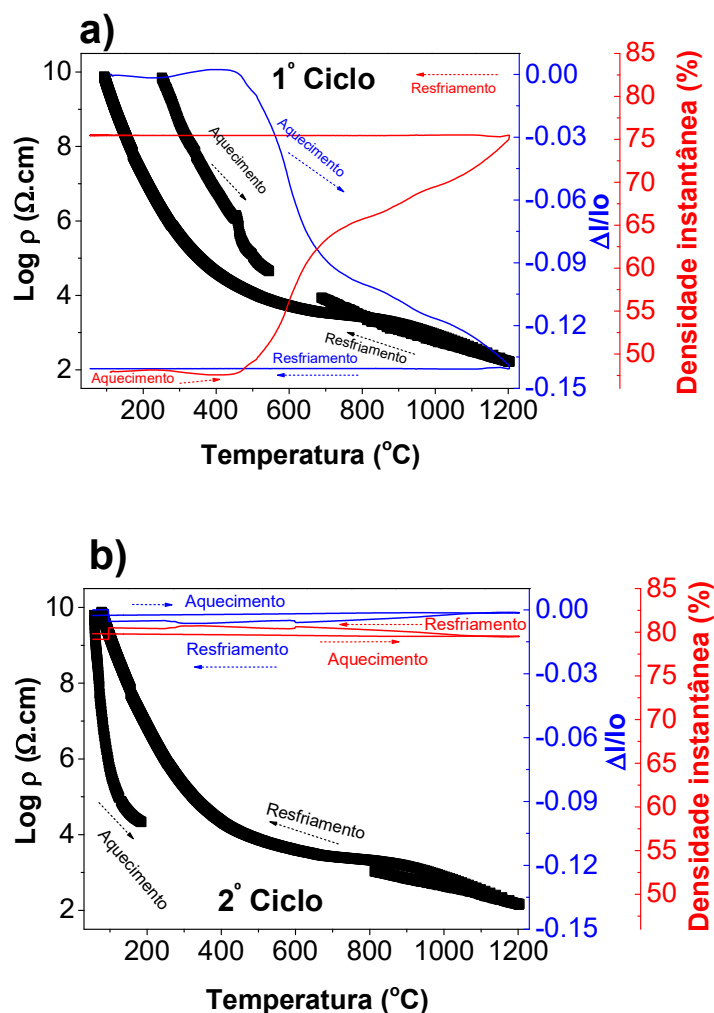 a)
1° Ciclo
Resfriamento
Aquecimento
Aquecimento
Resfriamento
Resfriamento
Aquecimento
10
8
6
4
2
Log ρ (Ω.cm)
200 400 600 800 1000 1200
Temperatura (°C)
0.00
-0.03
-0.06
-0.09
-0.12
-0.15
Δl/lo
85
80
75
70
65
60
55
50
Densidade instantânea (%)
b)
Aquecimento
Resfriamento
Resfriamento
Aquecimento
Resfriamento
Aquecimento
2° Ciclo
10
8
6
4
2
Log ρ (Ω.cm)
200 400 600 800 1000 1200
Temperatura (°C)
0.00
-0.03
-0.06
-0.09
-0.12
-0.15
Δl/lo
85
80
75
70
65
60
55
50
Densidade instantânea (%)